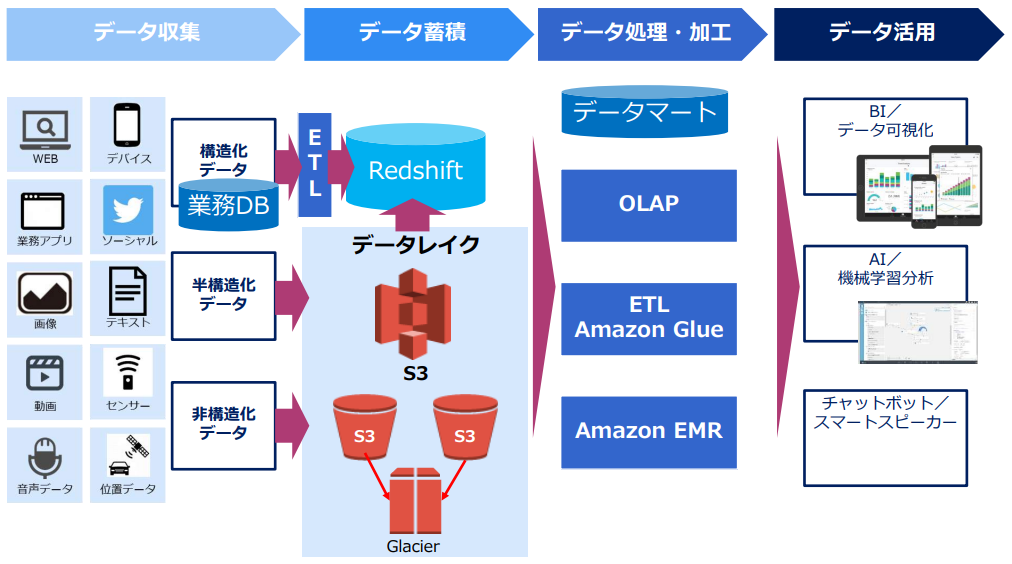 データ収集
データ蓄積
データ処理・加工
データ活用
WEB
デバイス
業務アプリ
ソーシャル
画像
テキスト
動画
センサー
音声データ
位置データ
構造化
データ
業務DB
半構造化
データ
非構造化
データ
E
T
L
Redshift
データレイク
S3
S3
S3
Glacier
データマート
OLAP
ETL
Amazon Glue
Amazon EMR
BI／
データ可視化
AI／
機械学習分析
チャットボット／
スマートスピーカー